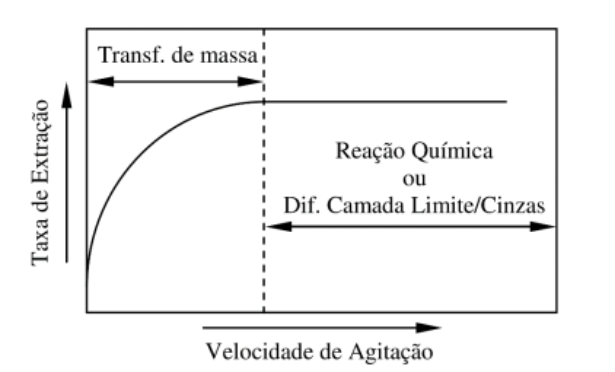 Transf. de massa
Taxa de Extração
Reação Química
ou
Dif. Camada Limite/Cinzas
Velocidade de Agitação